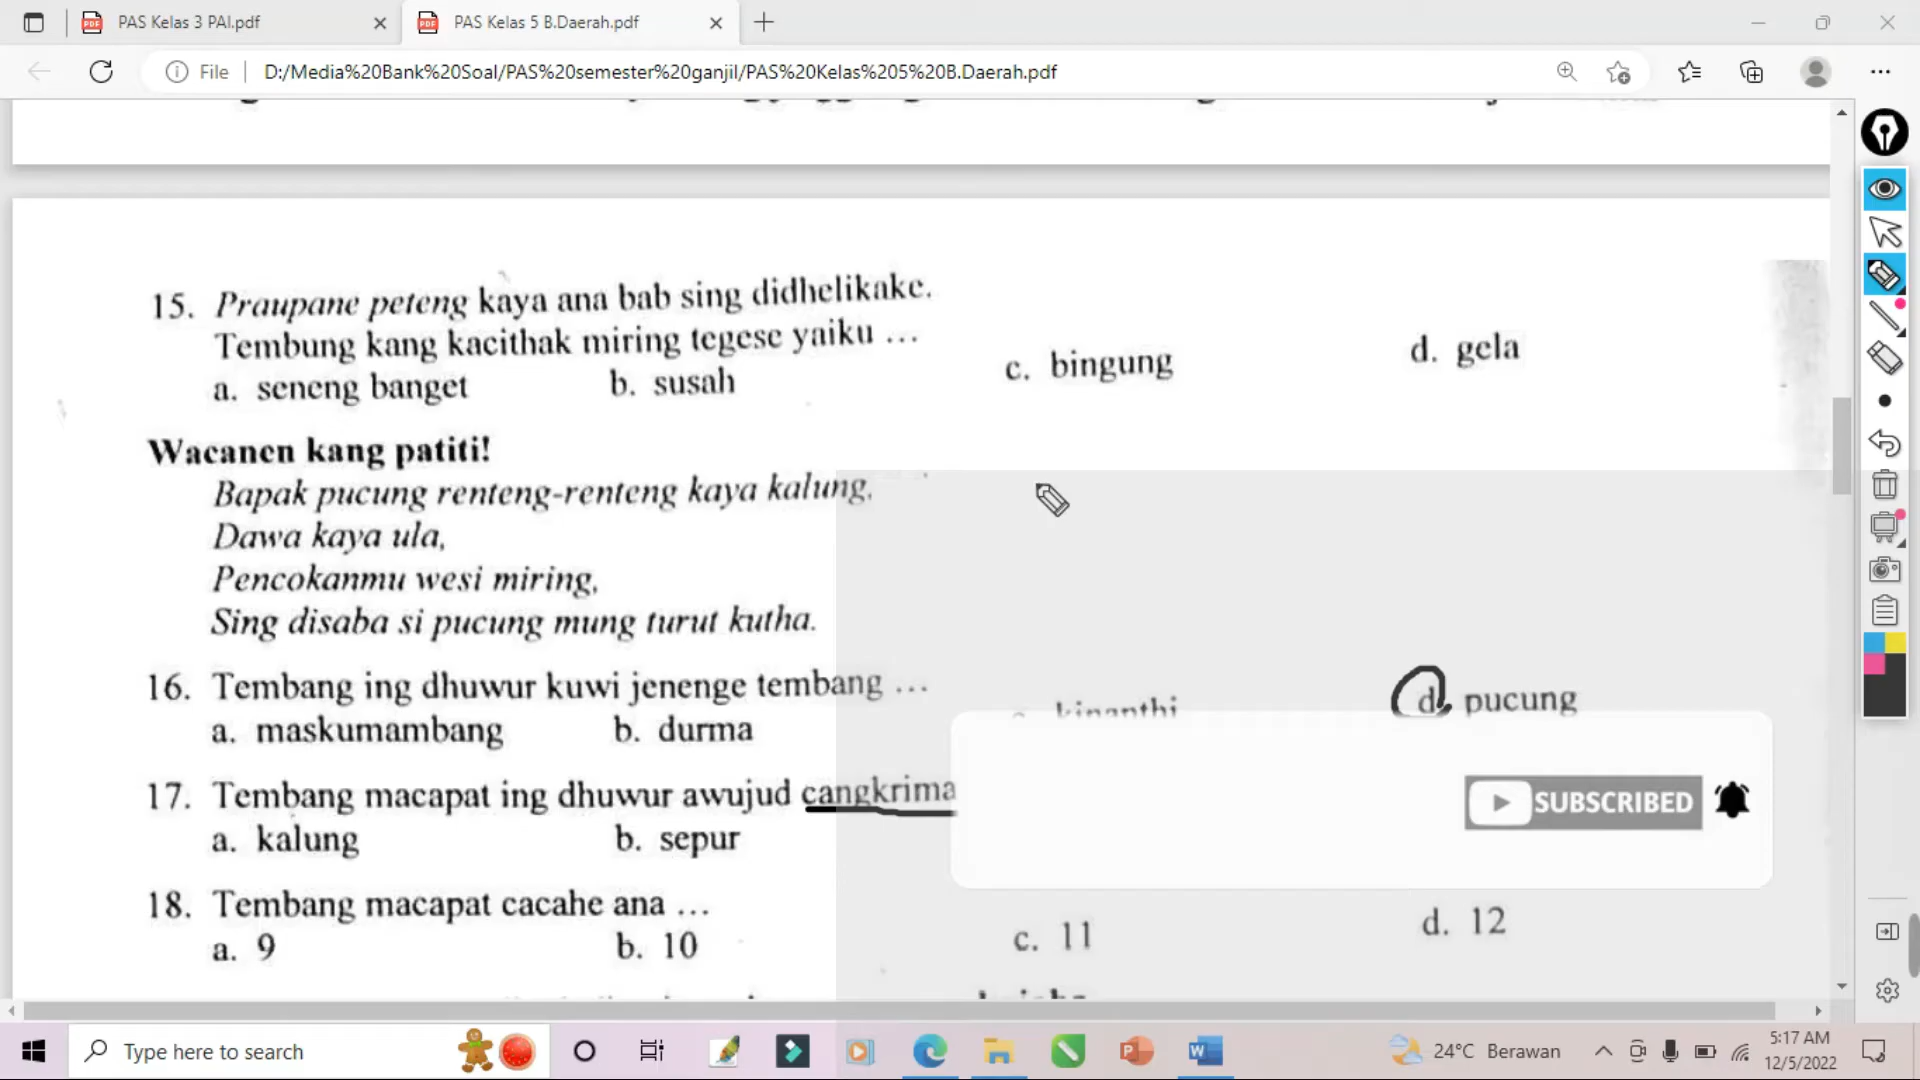 PAS Kelas 3 PAI.pdf
PAS Kelas 5 B.Daerah.pdf
File
D:/Media%20Bank%20Soal/PAS%20semester%20ganjil/PAS%20Kelas%205%20B.Daerah.pdf
15. Praupane peteng kaya ana bab sing didhelikake.
Tembung kang kacithak miring tegese yaiku ...
a. seneng banget b. susah c. bingung d. gela
Wacanen kang patiti!
Bapak pucung renteng-renteng kaya kalung,
Dawa kaya ula,
Pencokanmu wesi miring,
Sing disaba si pucung mung turut kutha.
16. Tembang ing dhuwur kuwi jenenge tembang ...
a. maskumambang b. durma kinanthi d. pucung
17. Tembang macapat ing dhuwur awujud cangkrima
a. kalung b. sepur
SUBSCRIBED
18. Tembang macapat cacahe ana ...
a. 9 b. 10 c. 11 d. 12
Type here to search
24°C Berawan
5:17 AM
12/5/2022